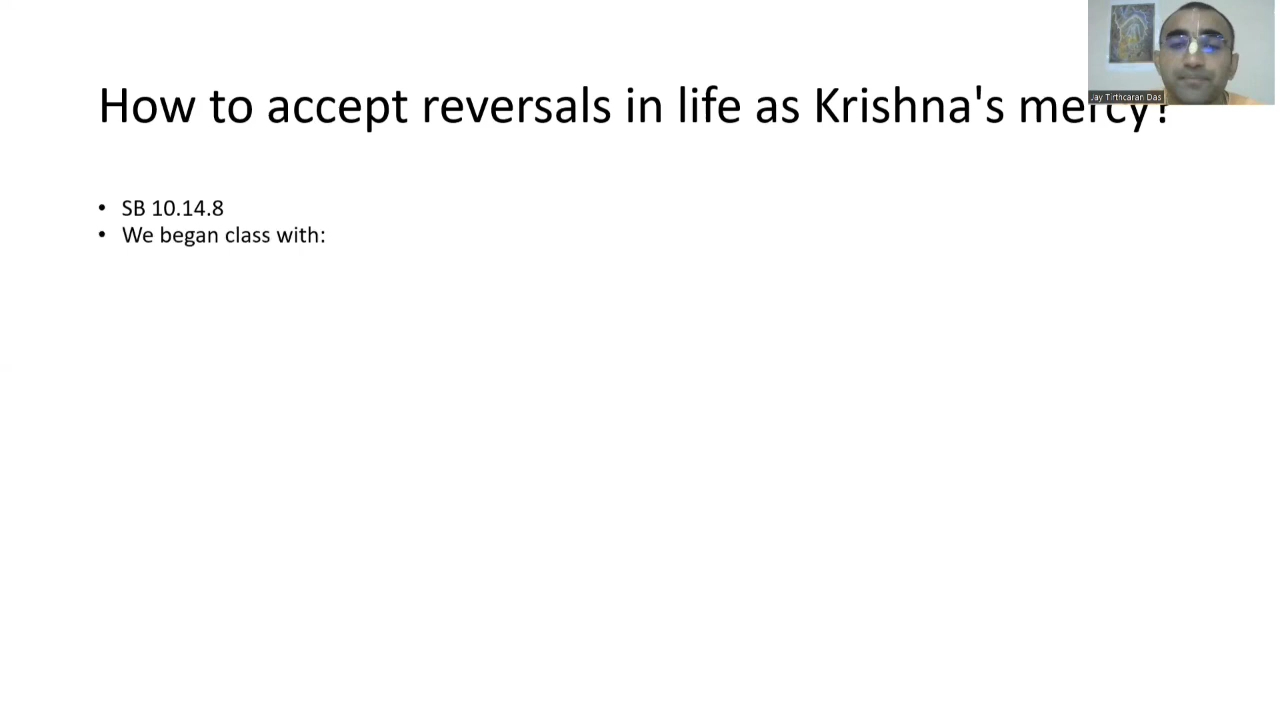 How to accept reversals in life as Krishna's mercy?
• SB 10.14.8
• We began class with:
Jay Tirthcaran Das